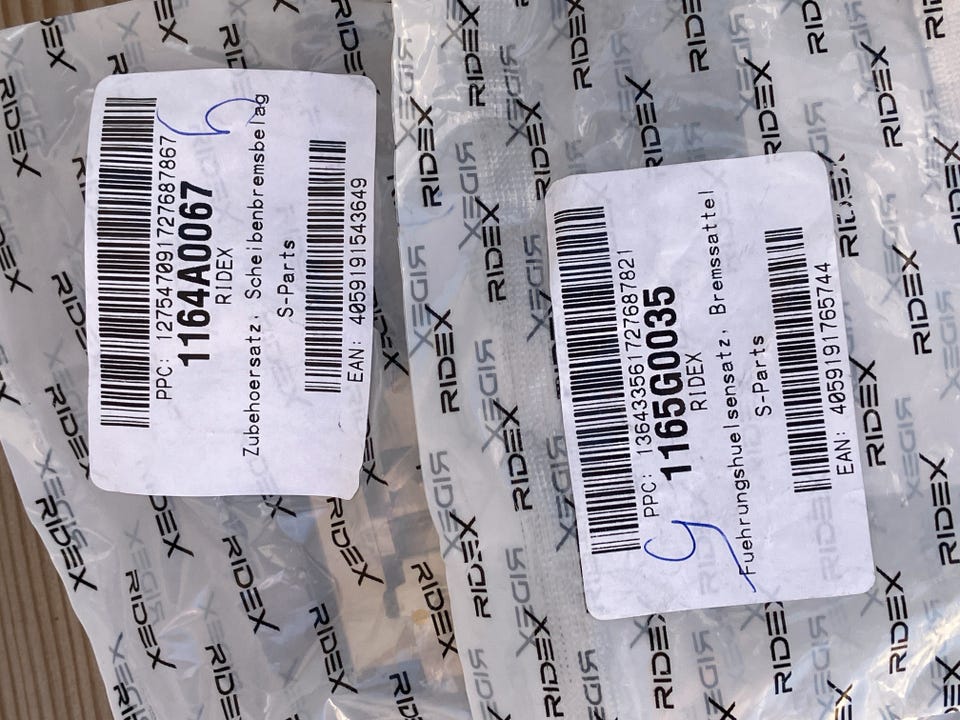 PPC: 1275470917276878​67
1164A0067
RIDEX
Zubehoersatz, Scheibenbremsbelag
S-Parts
EAN: 4059191543649
PPC: 1364335617276878​21
1165G0035
RIDEX
Fuehrungshuelsensatz, Bremssattel
S-Parts
EAN: 4059191765744
RIDEX